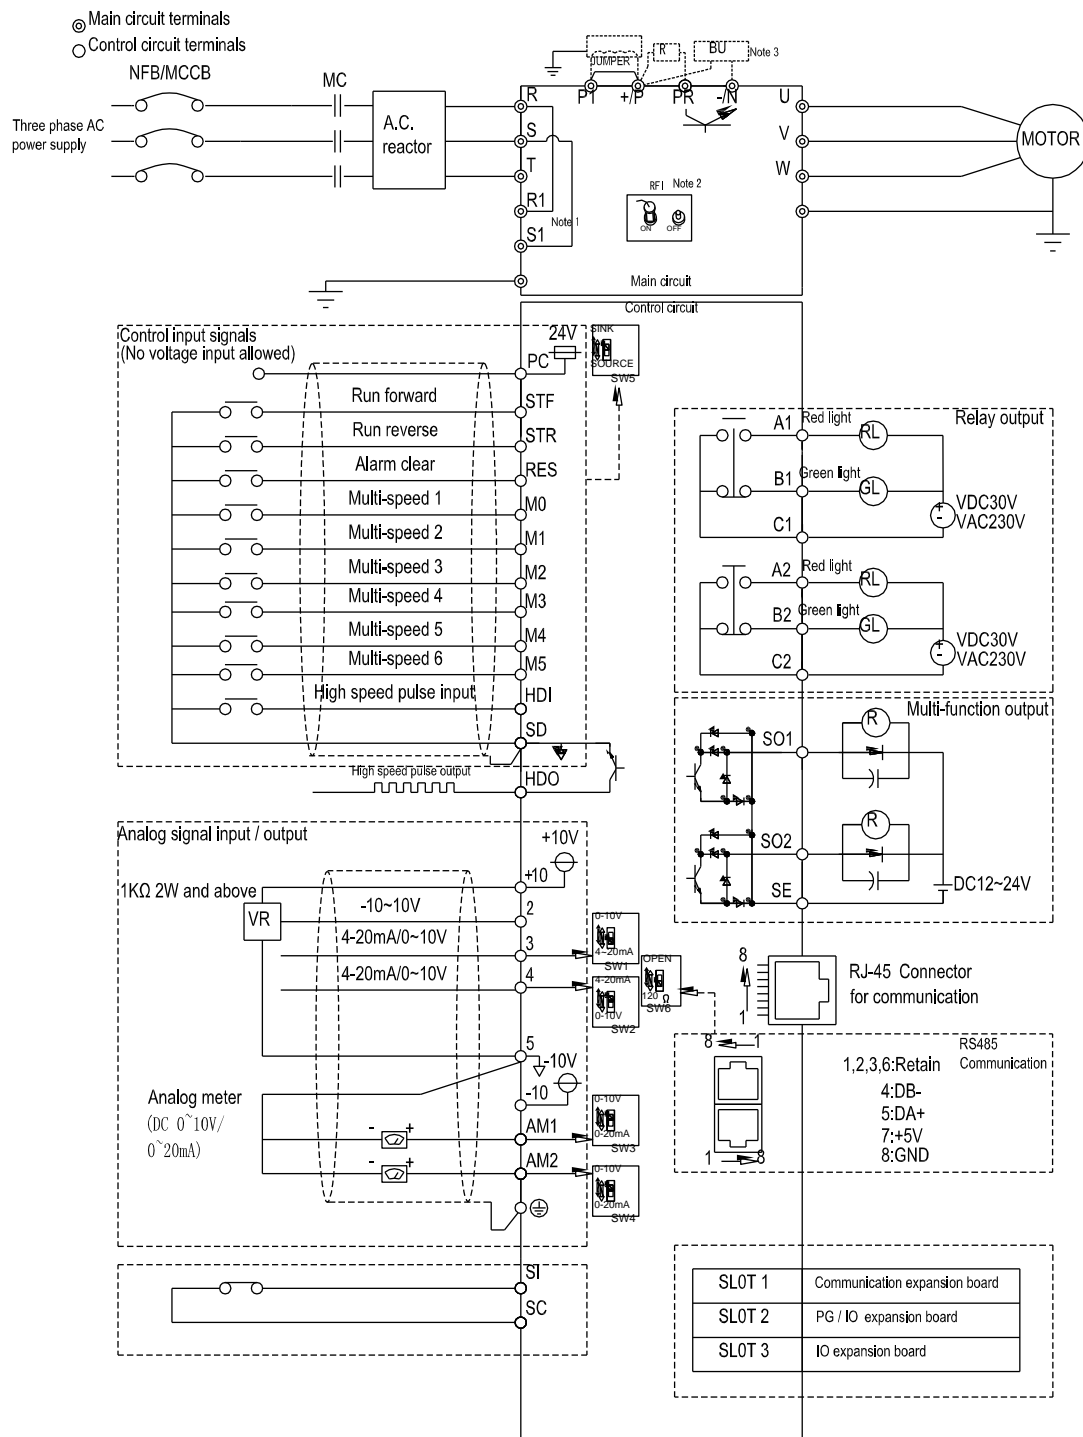 Main circuit terminals
Control circuit terminals
NFB/MCCB
MC
Three phase AC
power supply
A.C.
reactor
R
S
T
R1
S1
Note 1
JUMPER
R
BU
Note 3
P1
+/P
PR
-/N
U
V
W
MOTOR
RFI
Note 2
ON
OFF
Main circuit
Control circuit
Control input signals
(No voltage input allowed)
24V
PC
SINK
SOURCE
SW5
Run forward
STF
Run reverse
STR
Alarm clear
RES
Multi-speed 1
M0
Multi-speed 2
M1
Multi-speed 3
M2
Multi-speed 4
M3
Multi-speed 5
M4
Multi-speed 6
M5
High speed pulse input
HDI
SD
High speed pulse output
HDO
Relay output
A1
Red light
RL
B1
Green light
GL
C1
+
-
VDC30V
VAC230V
A2
Red light
RL
B2
Green light
GL
C2
+
-
VDC30V
VAC230V
Multi-function output
SO1
R
SO2
R
SE
DC12~24V
Analog signal input / output
+10V
+10
1KΩ 2W and above
VR
-10~10V
2
4-20mA/0~10V
3
4-20mA/0~10V
4
0-10V
4~20mA
SW1
4-20mA
0-10V
SW2
OPEN
120 Ω
SW6
5
-10V
-10
Analog meter
(DC 0~10V/
0~20mA)
- +
AM1
0-10V
0-20mA
SW3
- +
AM2
0-10V
0-20mA
SW4
8
1
RJ-45 Connector
for communication
8
1
1
8
RS485
Communication
1,2,3,6:Retain
4:DB-
5:DA+
7:+5V
8:GND
SI
SC
SLOT 1
Communication expansion board
SLOT 2
PG / IO expansion board
SLOT 3
IO expansion board